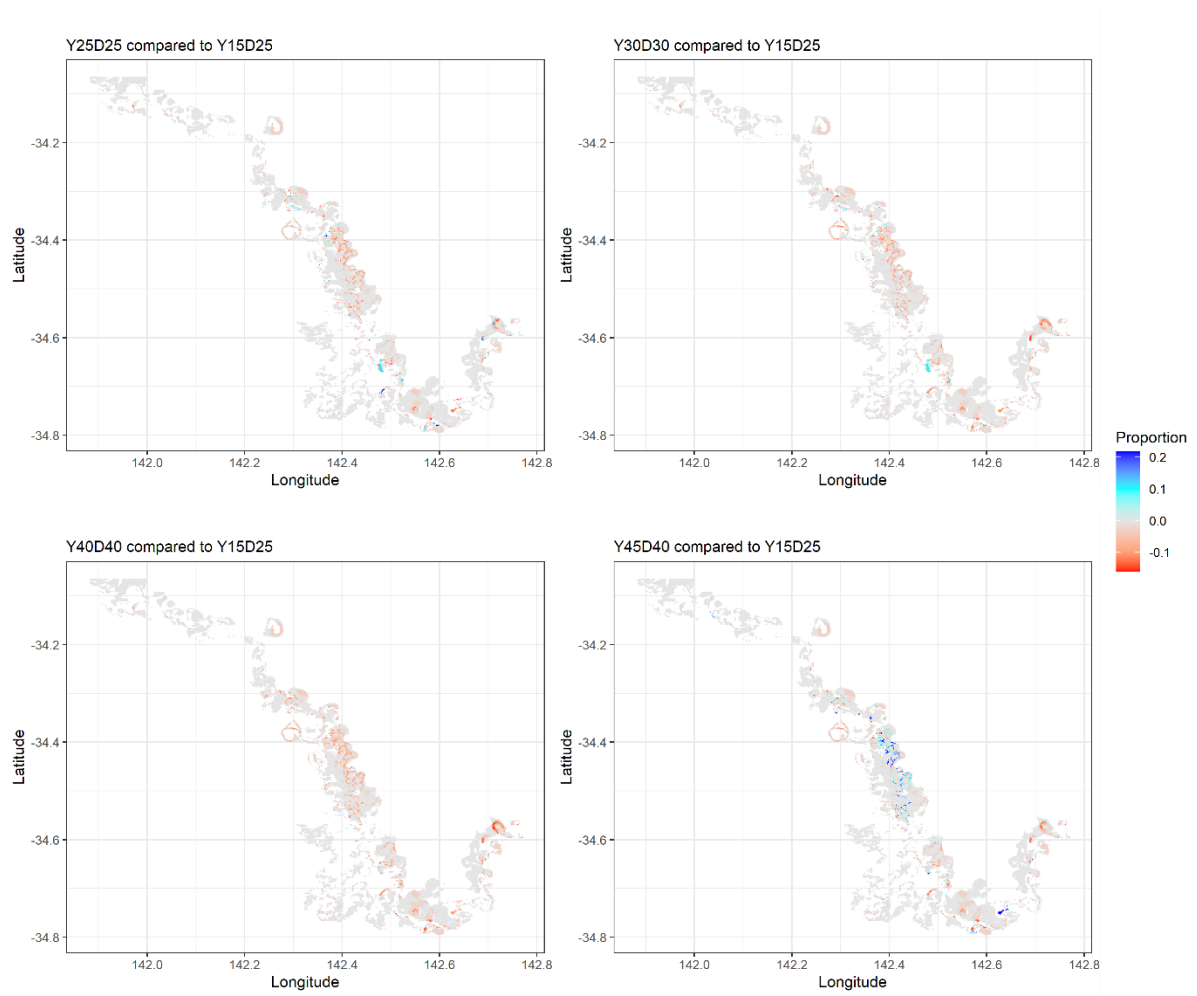 Y25D25 compared to Y15D25
Y30D30 compared to Y15D25
-34.2
-34.4
-34.6
-34.8
Latitude
142.0 142.2 142.4 142.6 142.8
Longitude
-34.2
-34.4
-34.6
-34.8
Latitude
142.0 142.2 142.4 142.6 142.8
Longitude
Proportion
0.2
0.1
0.0
-0.1
Y40D40 compared to Y15D25
Y45D40 compared to Y15D25
-34.2
-34.4
-34.6
-34.8
Latitude
142.0 142.2 142.4 142.6 142.8
Longitude
-34.2
-34.4
-34.6
-34.8
Latitude
142.0 142.2 142.4 142.6 142.8
Longitude